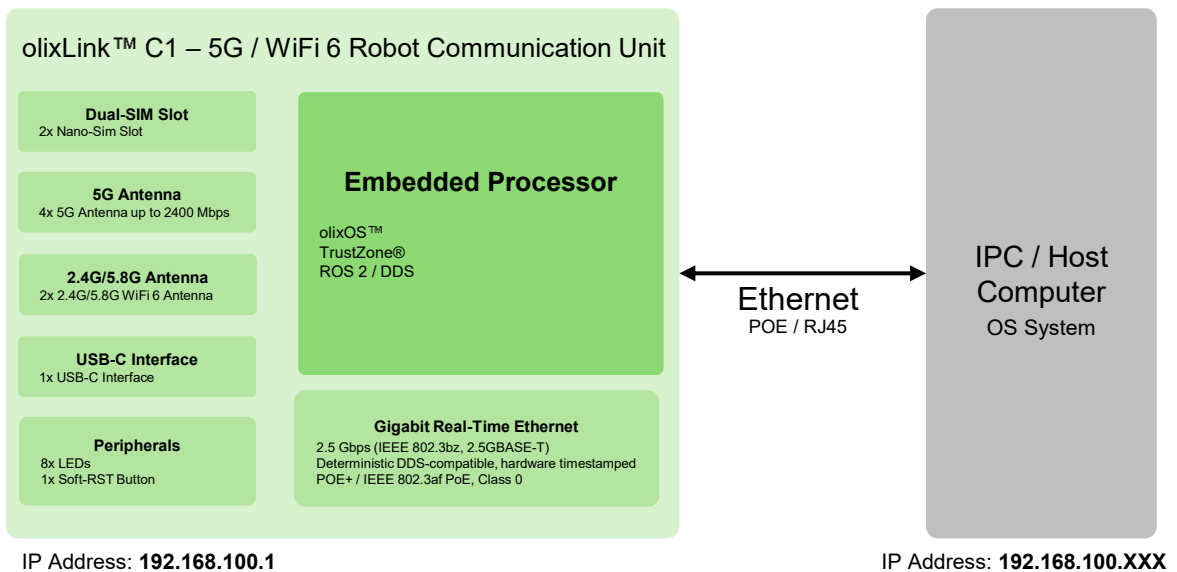 olixLink™ C1 – 5G / WiFi 6 Robot Communication Unit
Dual-SIM Slot
2x Nano-Sim Slot
5G Antenna
4x 5G Antenna up to 2400 Mbps
2.4G/5.8G Antenna
2x 2.4G/5.8G WiFi 6 Antenna
USB-C Interface
1x USB-C Interface
Peripherals
8x LEDs
1x Soft-RST Button
Embedded Processor
olixOS™
TrustZone®
ROS 2 / DDS
Gigabit Real-Time Ethernet
2.5 Gbps (IEEE 802.3bz, 2.5GBASE-T)
Deterministic DDS-compatible, hardware timestamped
POE+ / IEEE 802.3af PoE, Class 0
Ethernet
POE / RJ45
IPC / Host
Computer
OS System
IP Address: 192.168.100.1
IP Address: 192.168.100.XXX